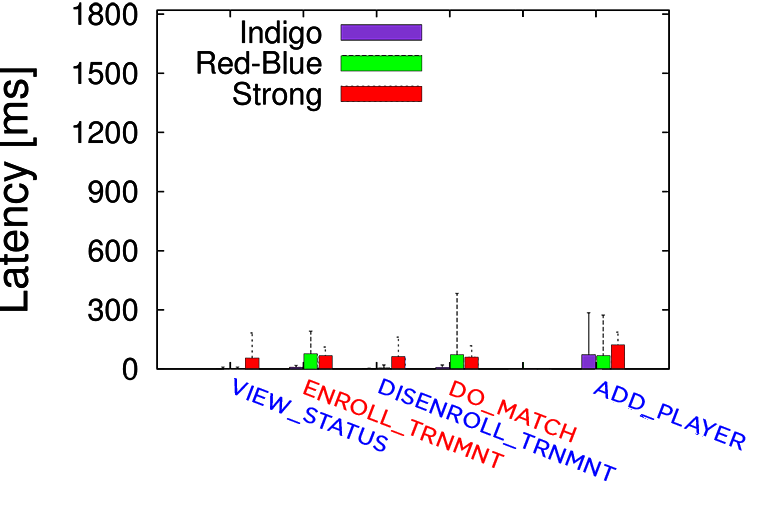 Latency [ms]
1800
1500
1200
900
600
300
0
Indigo
Red-Blue
Strong
VIEW_STATUS
ENROLL_TRNMNT
DISENROLL_TRNMNT
DO_MATCH
ADD_PLAYER